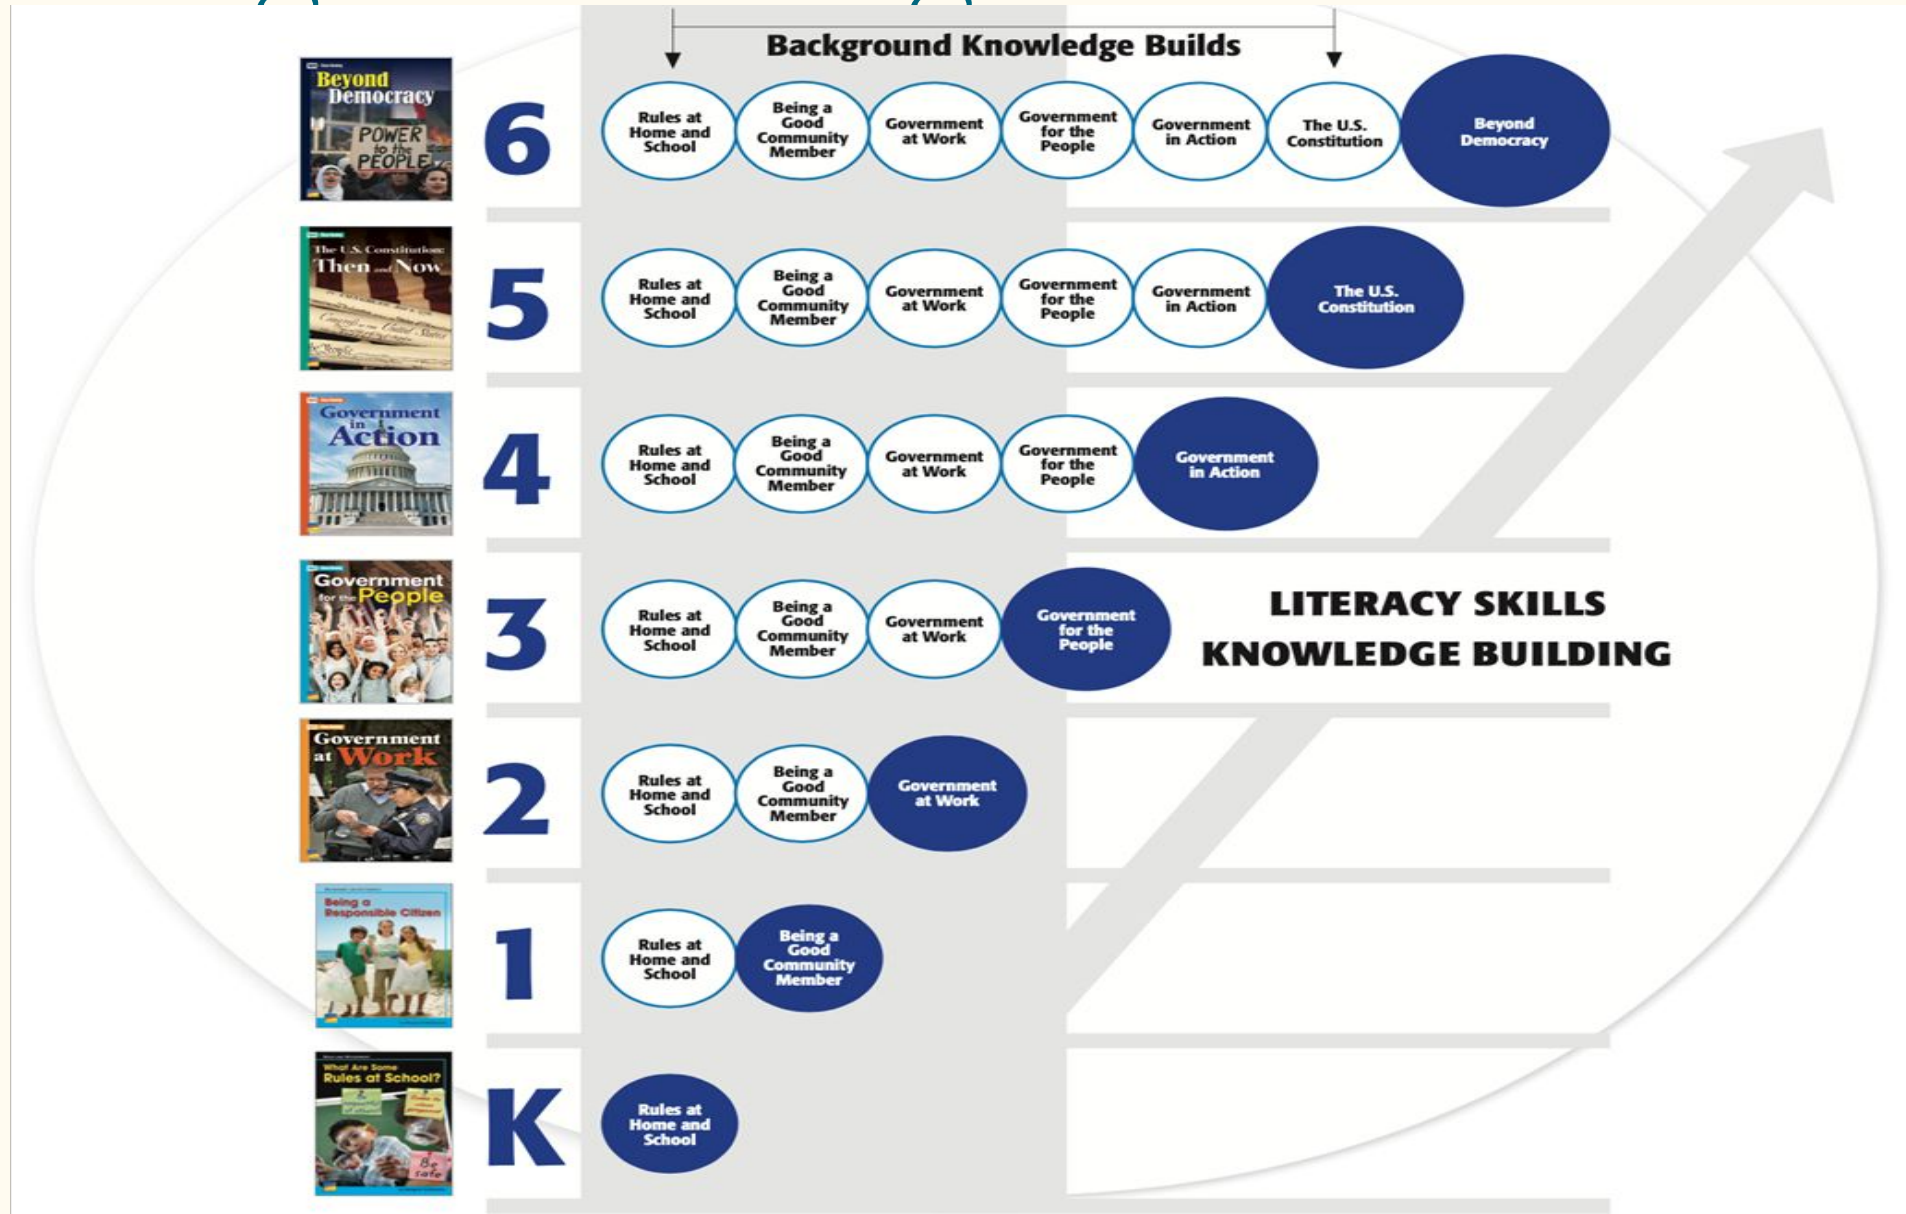 Background Knowledge Builds
Beyond
Democracy
POWER
to the
PEOPLE
6
Rules at
Home and
School
Being a
Good
Community
Member
Government
at Work
Government
for the
People
Government
in Action
The U.S.
Constitution
Beyond
Democracy
The U.S. Constitution:
Then and Now
5
Rules at
Home and
School
Being a
Good
Community
Member
Government
at Work
Government
for the
People
Government
in Action
The U.S.
Constitution
Government
in
Action
4
Rules at
Home and
School
Being a
Good
Community
Member
Government
at Work
Government
for the
People
Government
in Action
Government
for the People
3
Rules at
Home and
School
Being a
Good
Community
Member
Government
at Work
Government
for the
People
LITERACY SKILLS
KNOWLEDGE BUILDING
Government
at Work
2
Rules at
Home and
School
Being a
Good
Community
Member
Government
at Work
Being a
Responsible Citizen
1
Rules at
Home and
School
Being a
Good
Community
Member
What Are Some
Rules at School?
Be
safe
K
Rules at
Home and
School